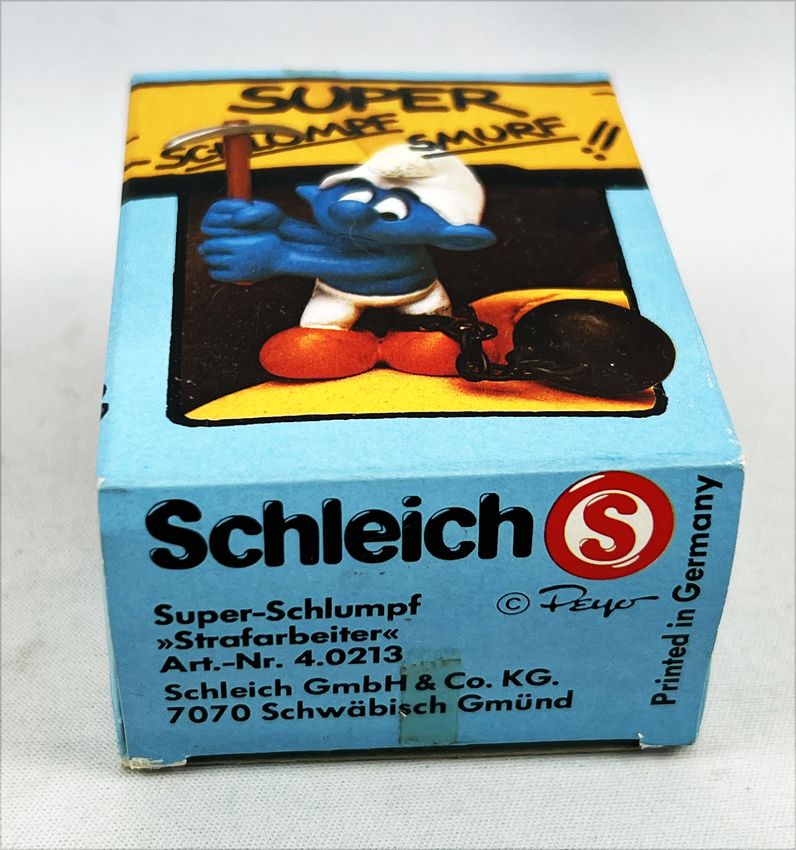 SUPER
SCHLUMPF SMURF !!
Schleich S
Super-Schlumpf
»Strafarbeiter«
Art.-Nr. 4.0213
Schleich GmbH & Co. KG.
7070 Schwäbisch Gmünd
© Peyo
Printed in Germany